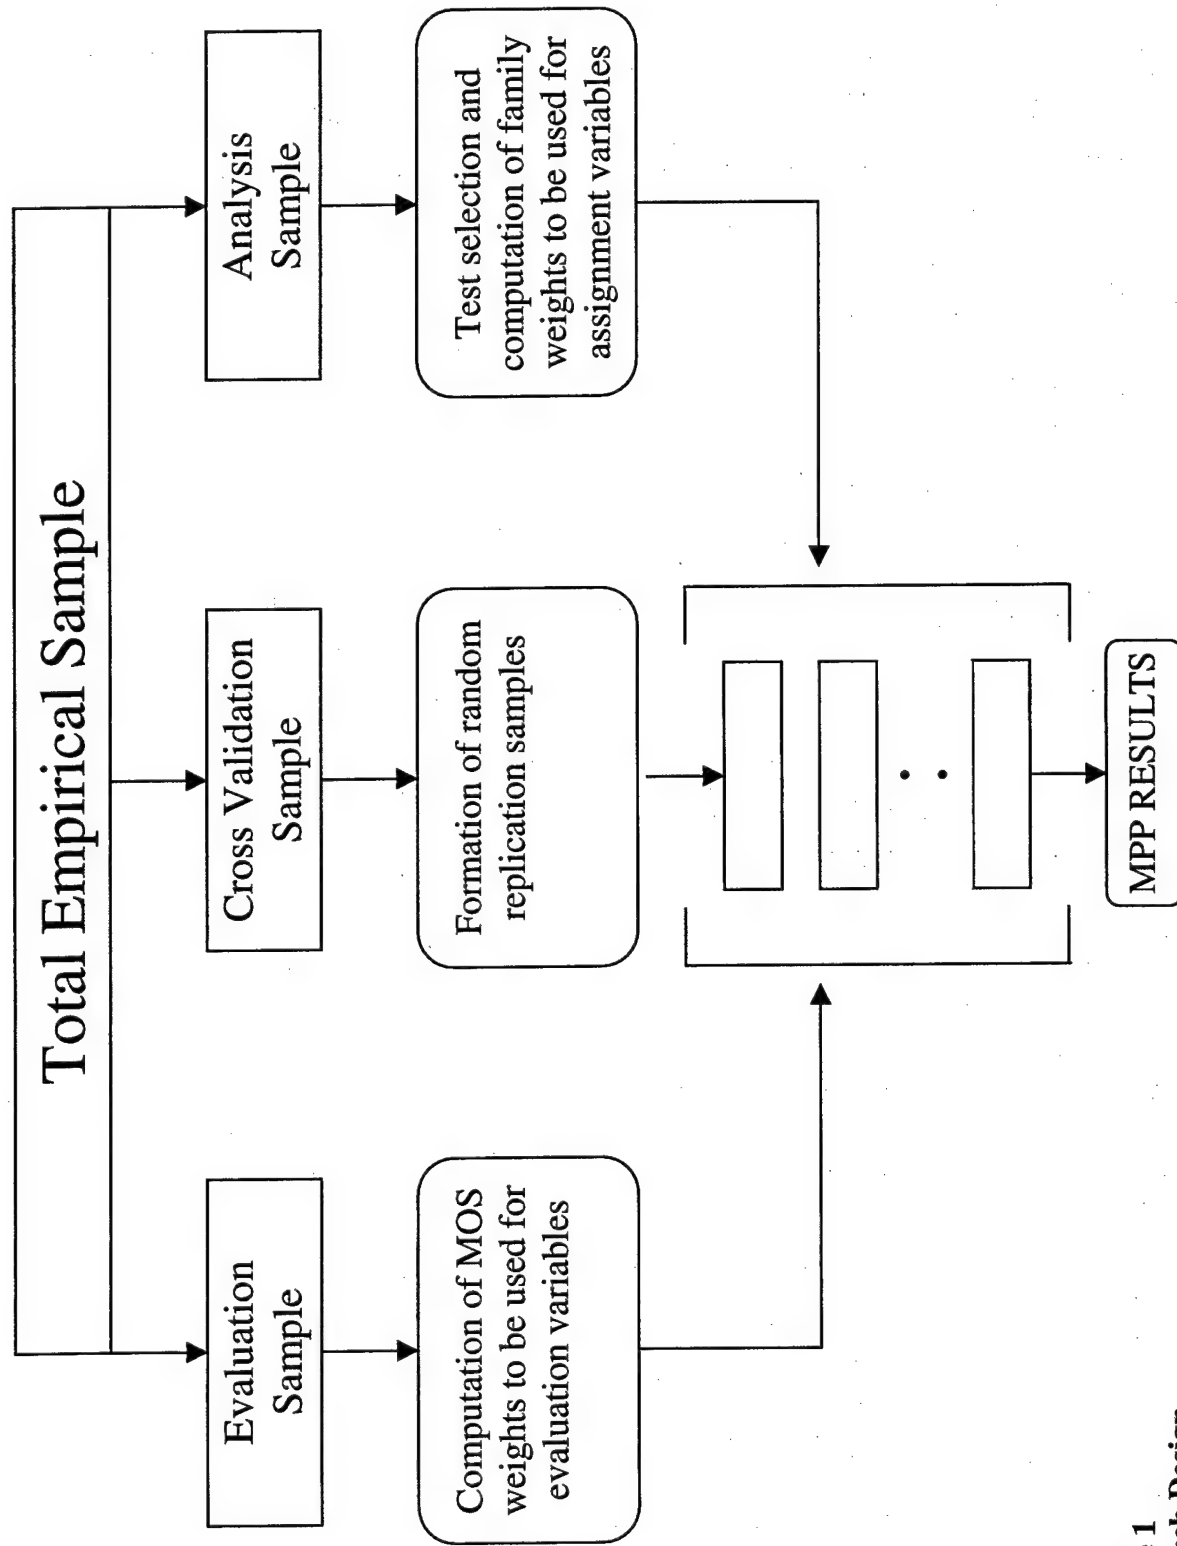 Total Empirical Sample
Evaluation
Sample
Cross Validation
Sample
Analysis
Sample
Computation of MOS
weights to be used for
evaluation variables
Formation of random
replication samples
Test selection and
computation of family
weights to be used for
assignment variables
MPP RESULTS
1
Design